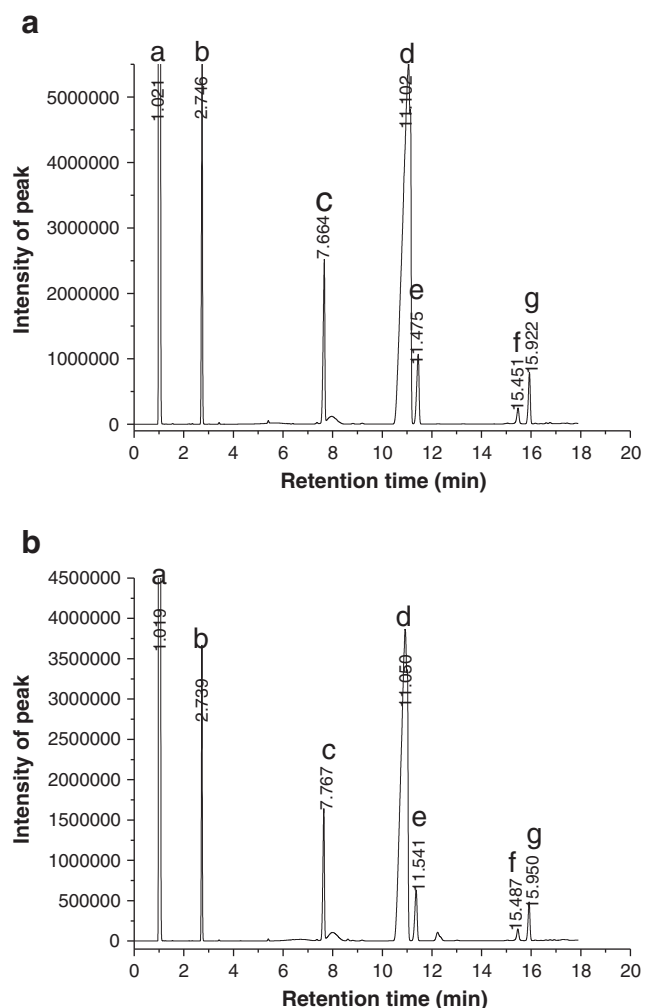 a
a b d
1.021 2.746 11.102
5000000
4000000
c
7.664
3000000
e
11.475
2000000
g
15.922
f
15.451
1000000
0
Intensity of peak
0 2 4 6 8 10 12 14 16 18 20
Retention time (min)
b
a
4500000
1.019
4000000
b d
2.739 11.050
3500000
3000000
2500000
c
7.767
2000000
e
11.541
1500000
g
15.950
f
15.487
1000000
500000
0
Intensity of peak
0 2 4 6 8 10 12 14 16 18 20
Retention time (min)